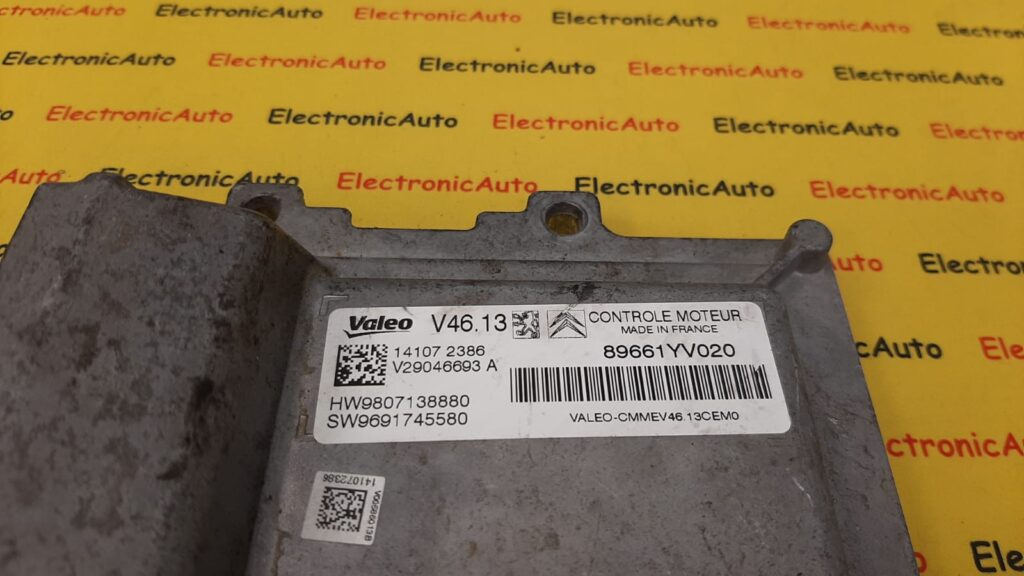 ElectronicAuto ElectronicAuto ElectronicAuto ElectronicAuto
ElectronicAuto ElectronicAuto ElectronicAuto ElectronicAuto ElectronicAuto
ElectronicAuto ElectronicAuto ElectronicAuto ElectronicAuto
ElectronicAuto ElectronicAuto ElectronicAuto ElectronicAuto
Valeo V46.13 CONTROLE MOTEUR
MADE IN FRANCE
14107 2386
V29046693 A
89661YV020
HW9807138880
SW9691745580
VALEO-CMMEV46.13CEM0
141072386